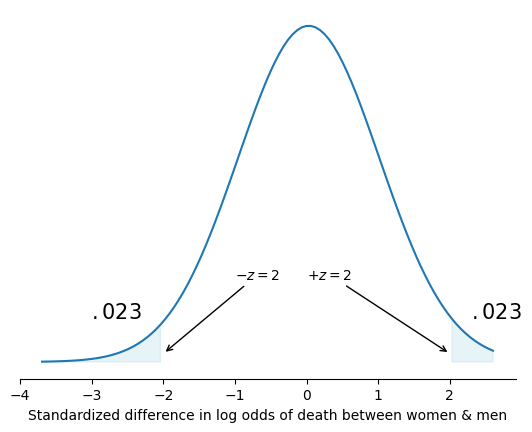 −z = 2 +z = 2
.023 .023
−4 −3 −2 −1 0 1 2
Standardized difference in log odds of death between women & men